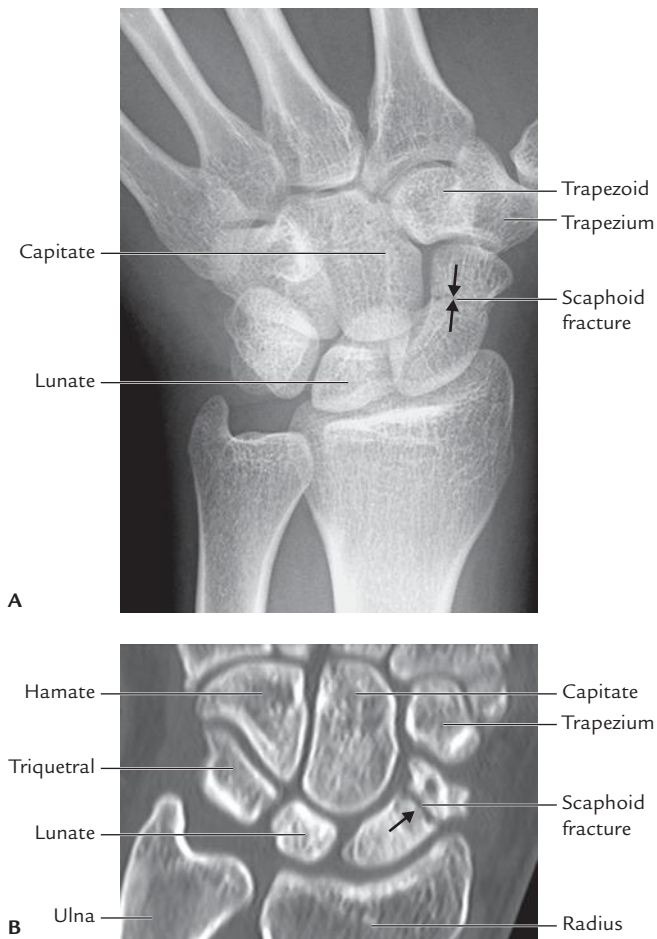 Trapezoid
Trapezium
Capitate
Scaphoid
fracture
Lunate
A
Hamate
Capitate
Trapezium
Triquetral
Scaphoid
fracture
Lunate
Ulna
B
Radius